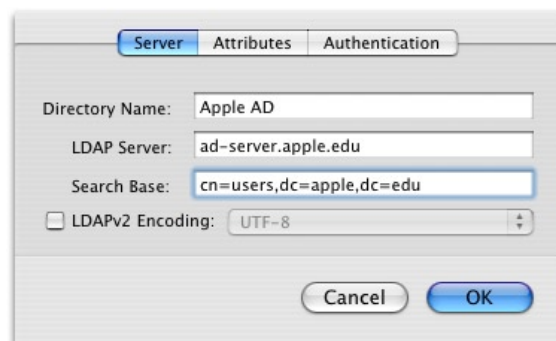 Server Attributes Authentication
Directory Name: Apple AD
LDAP Server: ad-server.apple.edu
Search Base: cn=users,dc=apple,dc=edu
LDAPv2 Encoding: UTF-8
Cancel OK